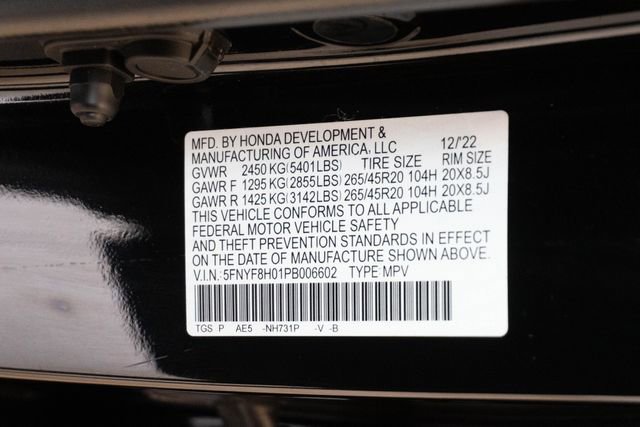 MFD. BY HONDA DEVELOPMENT &
MANUFACTURING OF AMERICA, LLC 12/'22
GVWR 2450 KG (5401LBS) TIRE SIZE RIM SIZE
GAWR F 1295 KG (2855LBS) 265/45R20 104H 20X8.5J
GAWR R 1425 KG (3142LBS) 265/45R20 104H 20X8.5J
THIS VEHICLE CONFORMS TO ALL APPLICABLE
FEDERAL MOTOR VEHICLE SAFETY
AND THEFT PREVENTION STANDARDS IN EFFECT
ON THE DATE OF MANUFACTURE SHOWN ABOVE.
V.I.N.: 5FNYF8H01PB006602 TYPE: MPV
TGS P AE5 -NH731P -V -B